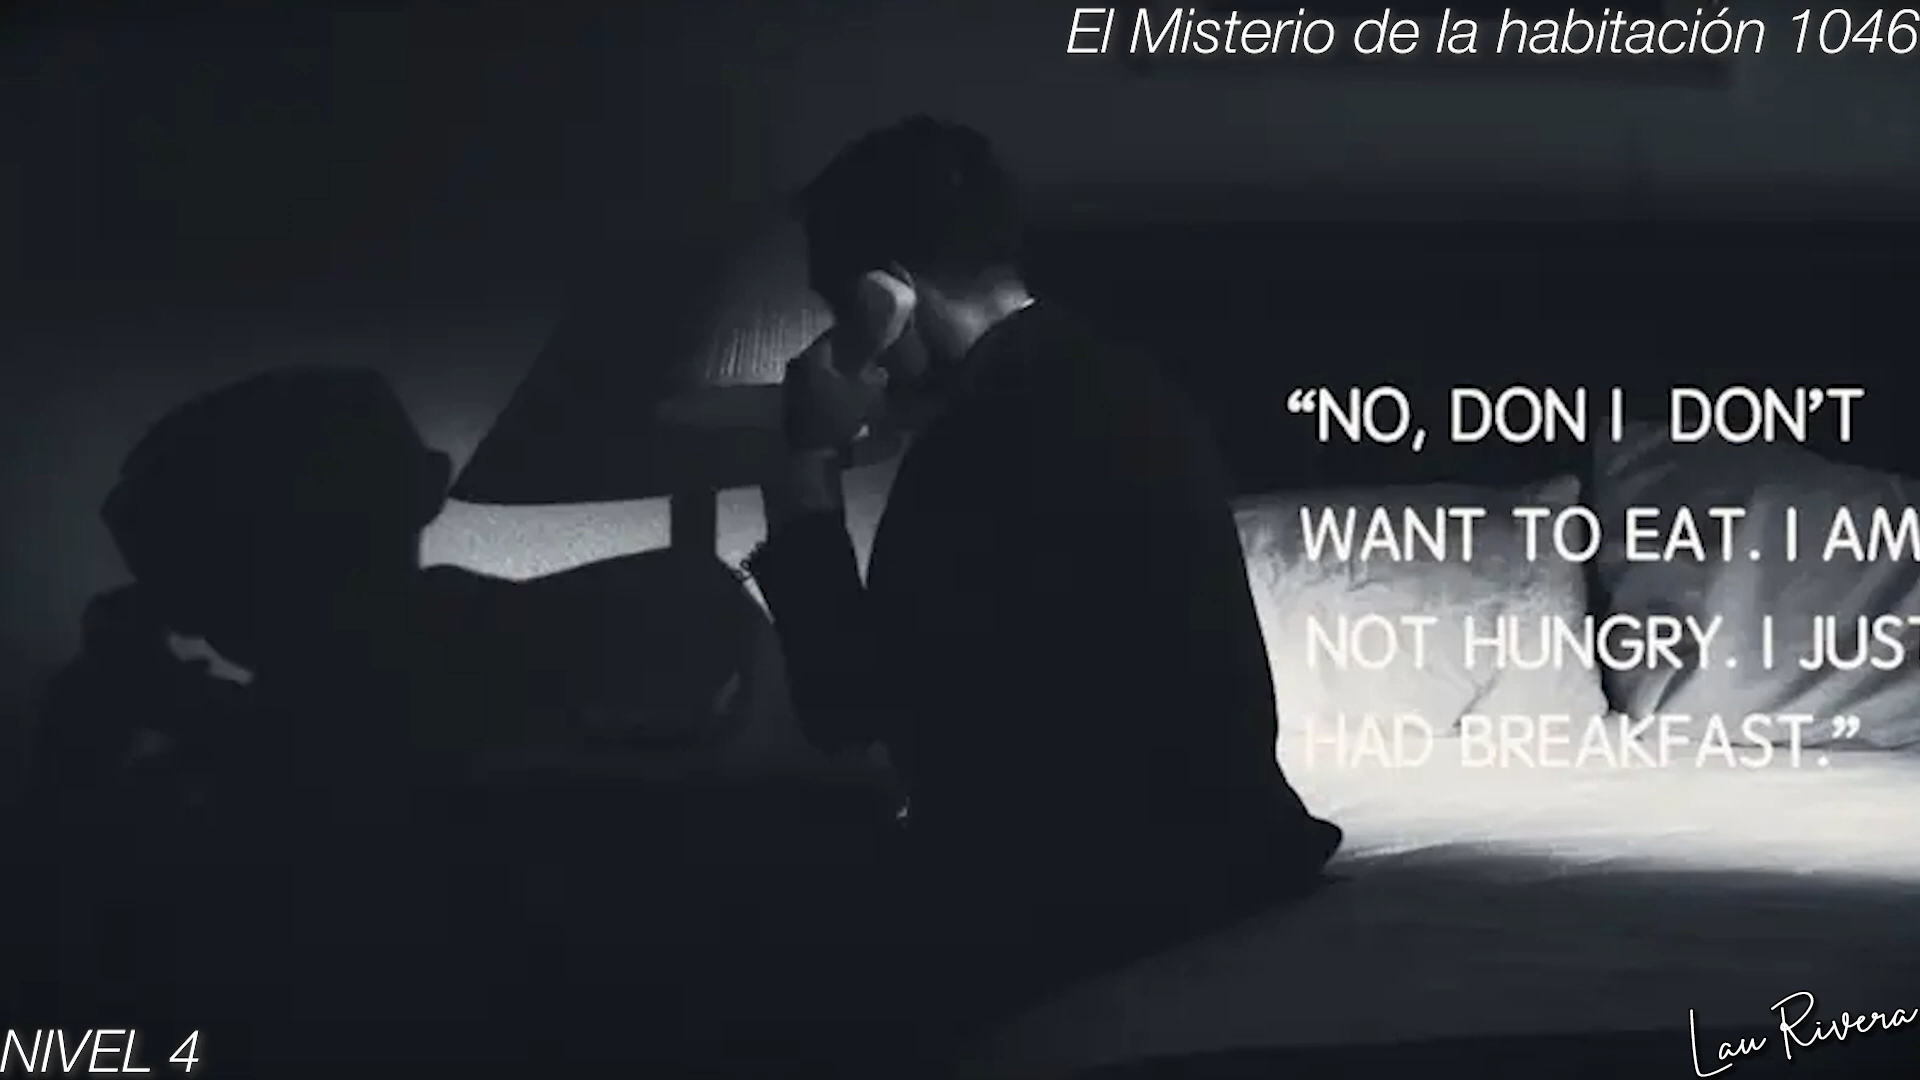 El Misterio de la habitación 1046
“NO, DON I DON’T
WANT TO EAT. I AM
NOT HUNGRY. I JUST
HAD BREAKFAST.”
NIVEL 4
Lau Rivera